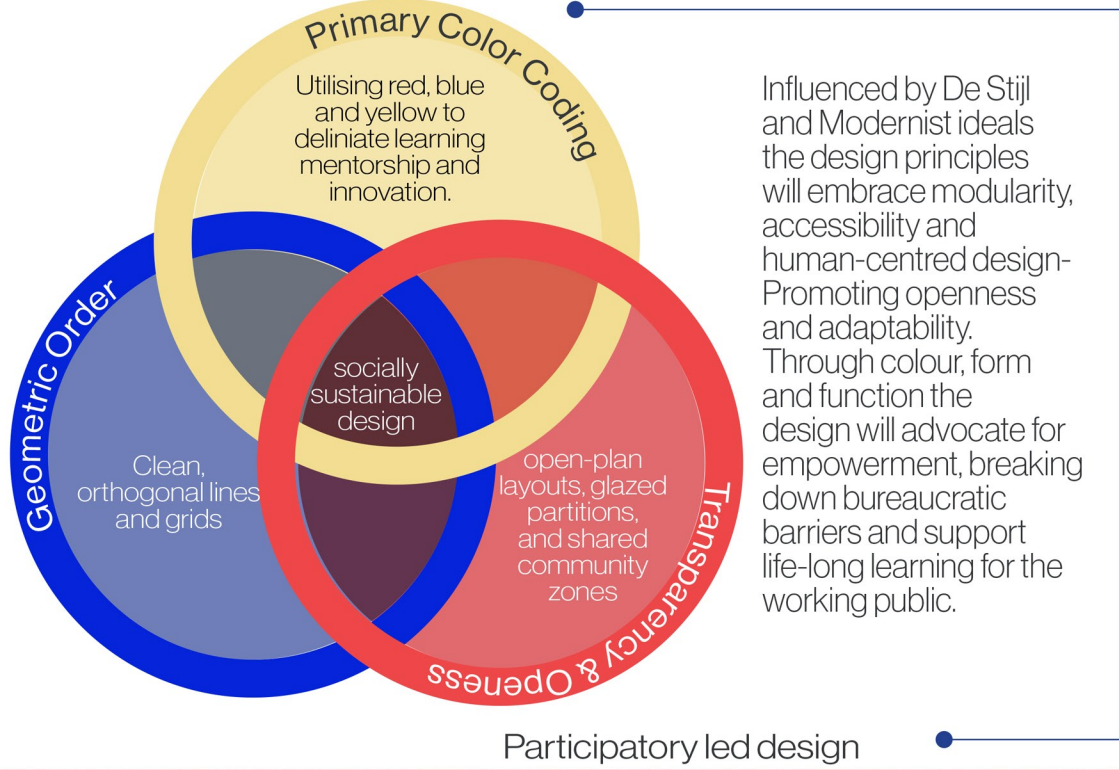 Primary Color Coding
Utilising red, blue
and yellow to
deliniate learning
mentorship and
innovation.
Geometric Order
Clean,
orthogonal lines
and grids
socially
sustainable
design
open-plan
layouts, glazed
partitions,
and shared
community
zones
Transparency & Openess
Influenced by De Stijl
and Modernist ideals
the design principles
will embrace modularity,
accessibility and
human-centred design-
Promoting openness
and adaptability.
Through colour, form
and function the
design will advocate for
empowerment, breaking
down bureaucratic
barriers and support
life-long learning for the
working public.
Participatory led design